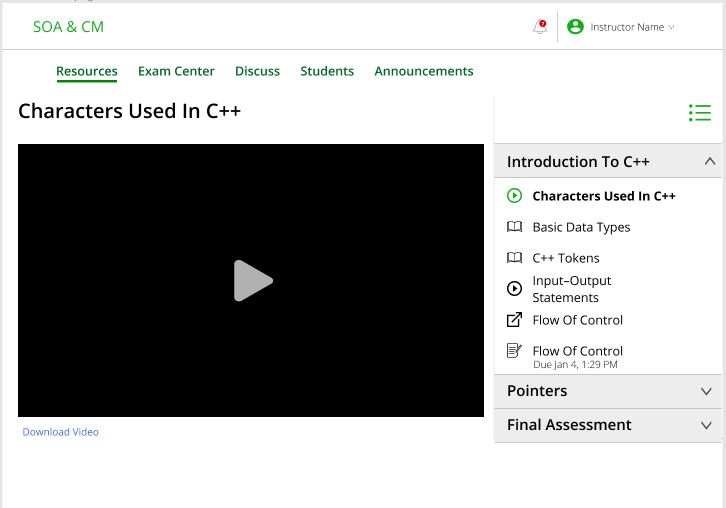 SOA & CM
Instructor Name
Resources Exam Center Discuss Students Announcements
Characters Used In C++
Download Video
Introduction To C++
Characters Used In C++
Basic Data Types
C++ Tokens
Input–Output
Statements
Flow Of Control
Flow Of Control
Due Jan 4, 1:29 PM
Pointers
Final Assessment